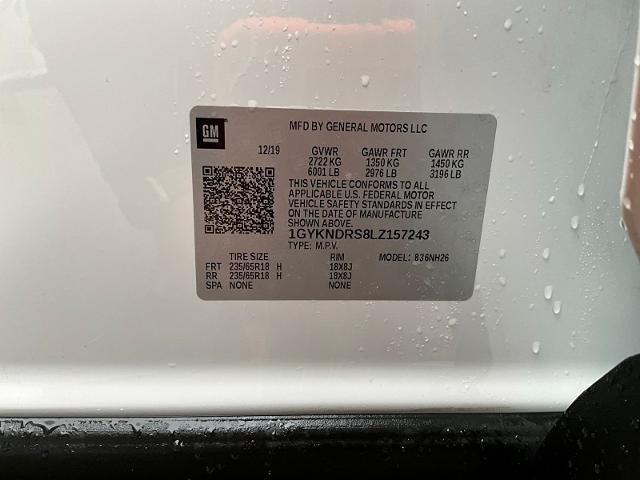 GM
MFD BY GENERAL MOTORS LLC
12/19 GVWR GAWR FRT GAWR RR
2722 KG 1350 KG 1450 KG
6001 LB 2976 LB 3196 LB
THIS VEHICLE CONFORMS TO ALL
APPLICABLE U.S. FEDERAL MOTOR
VEHICLE SAFETY STANDARDS IN EFFECT
ON THE DATE OF MANUFACTURE
SHOWN ABOVE.
1GYKNDRS8LZ157243
TYPE: M.P.V. MODEL: 836NH26
TIRE SIZE RIM
FRT 235/65R18 H 18X8J
RR 235/65R18 H 18X8J
SPA NONE NONE